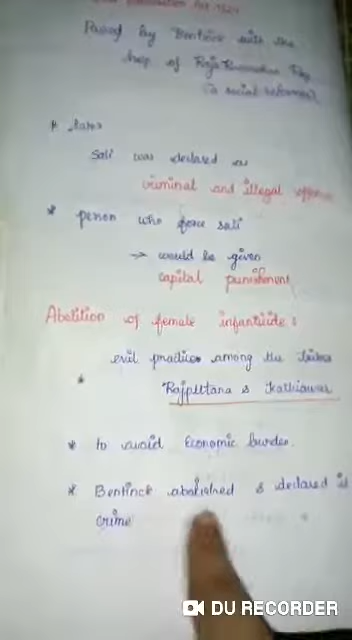 Passed by Bentinck with the
help of Raja Rammohan Roy
(a social reformer)
* laws
Sati was declared as
criminal and illegal offence
* person who force sati
→ would be given
capital punishment
Abolition of female infanticide :
evil practice among the
* Rajputana & Kathiawar
* to avoid Economic burden.
* Bentinck abolished & declared it
crime
DU RECORDER